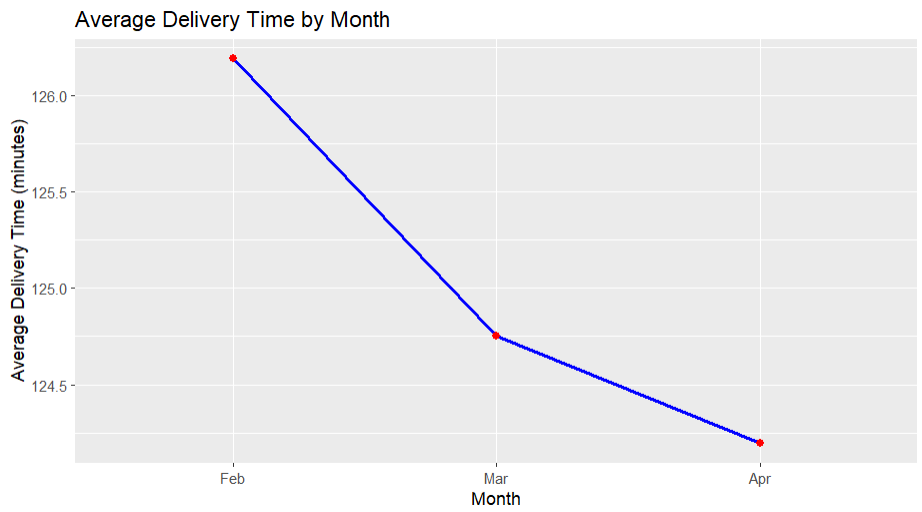 Average Delivery Time by Month
Average Delivery Time (minutes)
126.0
125.5
125.0
124.5
Feb
Mar
Apr
Month